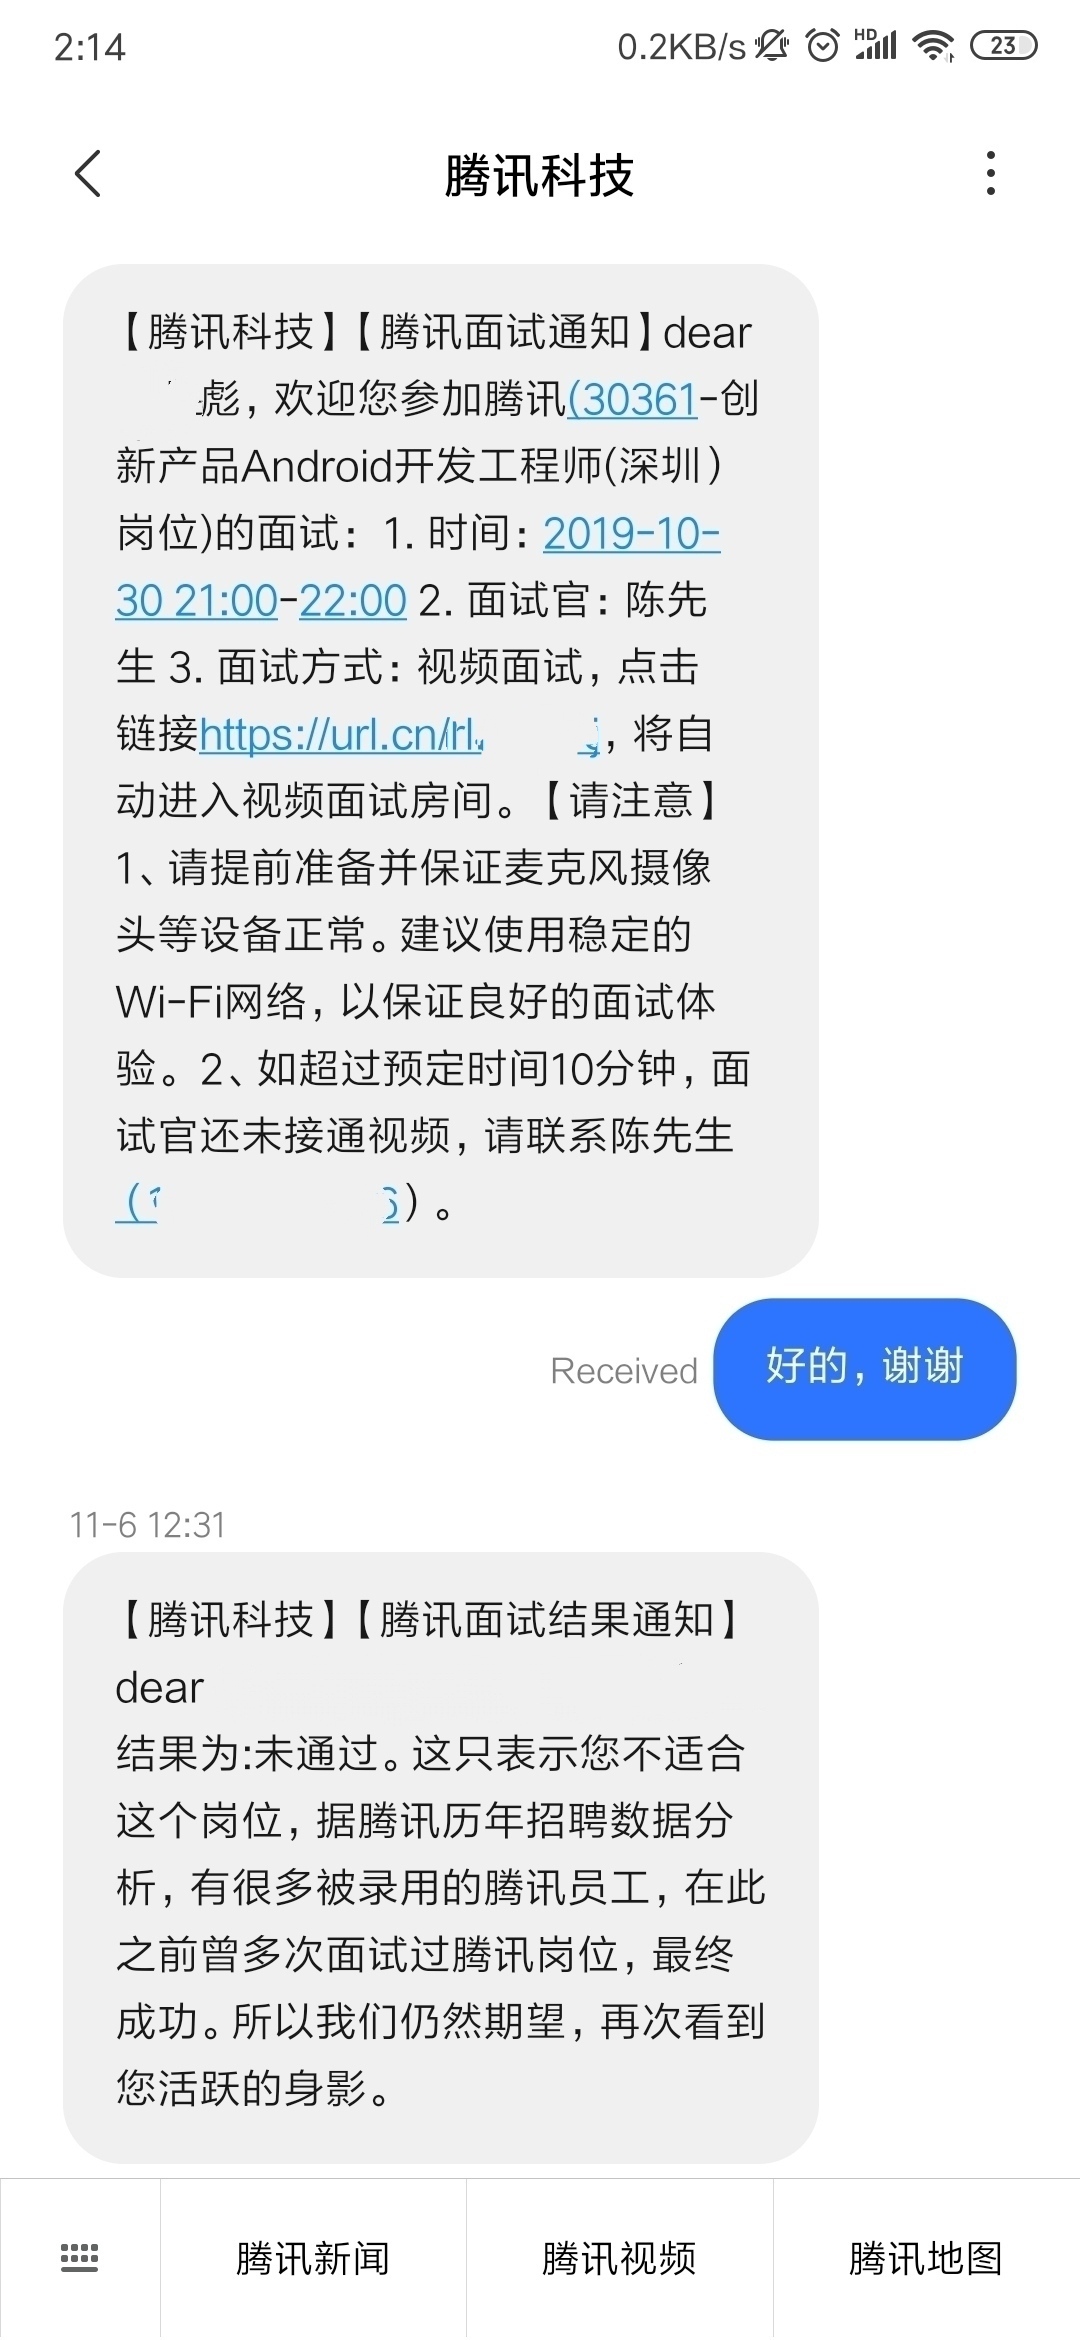 2:14
0.2KB/s
HD
23
腾讯科技
【腾讯科技】【腾讯面试通知】dear
彪，欢迎您参加腾讯(30361-创
新产品Android开发工程师(深圳）
岗位)的面试：1. 时间：2019-10-
30 21:00-22:00 2. 面试官：陈先
生 3. 面试方式：视频面试，点击
链接https://url.cn/rl，将自
动进入视频面试房间。【请注意】
1、请提前准备并保证麦克风摄像
头等设备正常。建议使用稳定的
Wi-Fi网络，以保证良好的面试体
验。2、如超过预定时间10分钟，面
试官还未接通视频，请联系陈先生
（）。
Received
好的，谢谢
11-6 12:31
【腾讯科技】【腾讯面试结果通知】
dear
结果为:未通过。这只表示您不适合
这个岗位，据腾讯历年招聘数据分
析，有很多被录用的腾讯员工，在此
之前曾多次面试过腾讯岗位，最终
成功。所以我们仍然期望，再次看到
您活跃的身影。
腾讯新闻
腾讯视频
腾讯地图